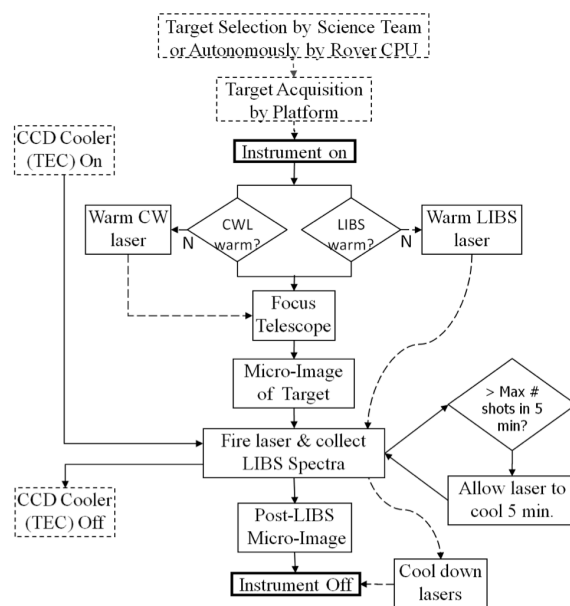 Target Selection by Science Team
or Autonomously by Rover CPU
Target Acquisition
by Platform
CCD Cooler
(TEC) On
Instrument on
Warm CW
laser
N
CWL
warm?
LIBS
warm?
N
Warm LIBS
laser
Focus
Telescope
Micro-Image
of Target
> Max #
shots in 5
min?
Fire laser & collect
LIBS Spectra
Allow laser to
cool 5 min.
CCD Cooler
(TEC) Off
Post-LIBS
Micro-Image
Instrument Off
Cool down
lasers